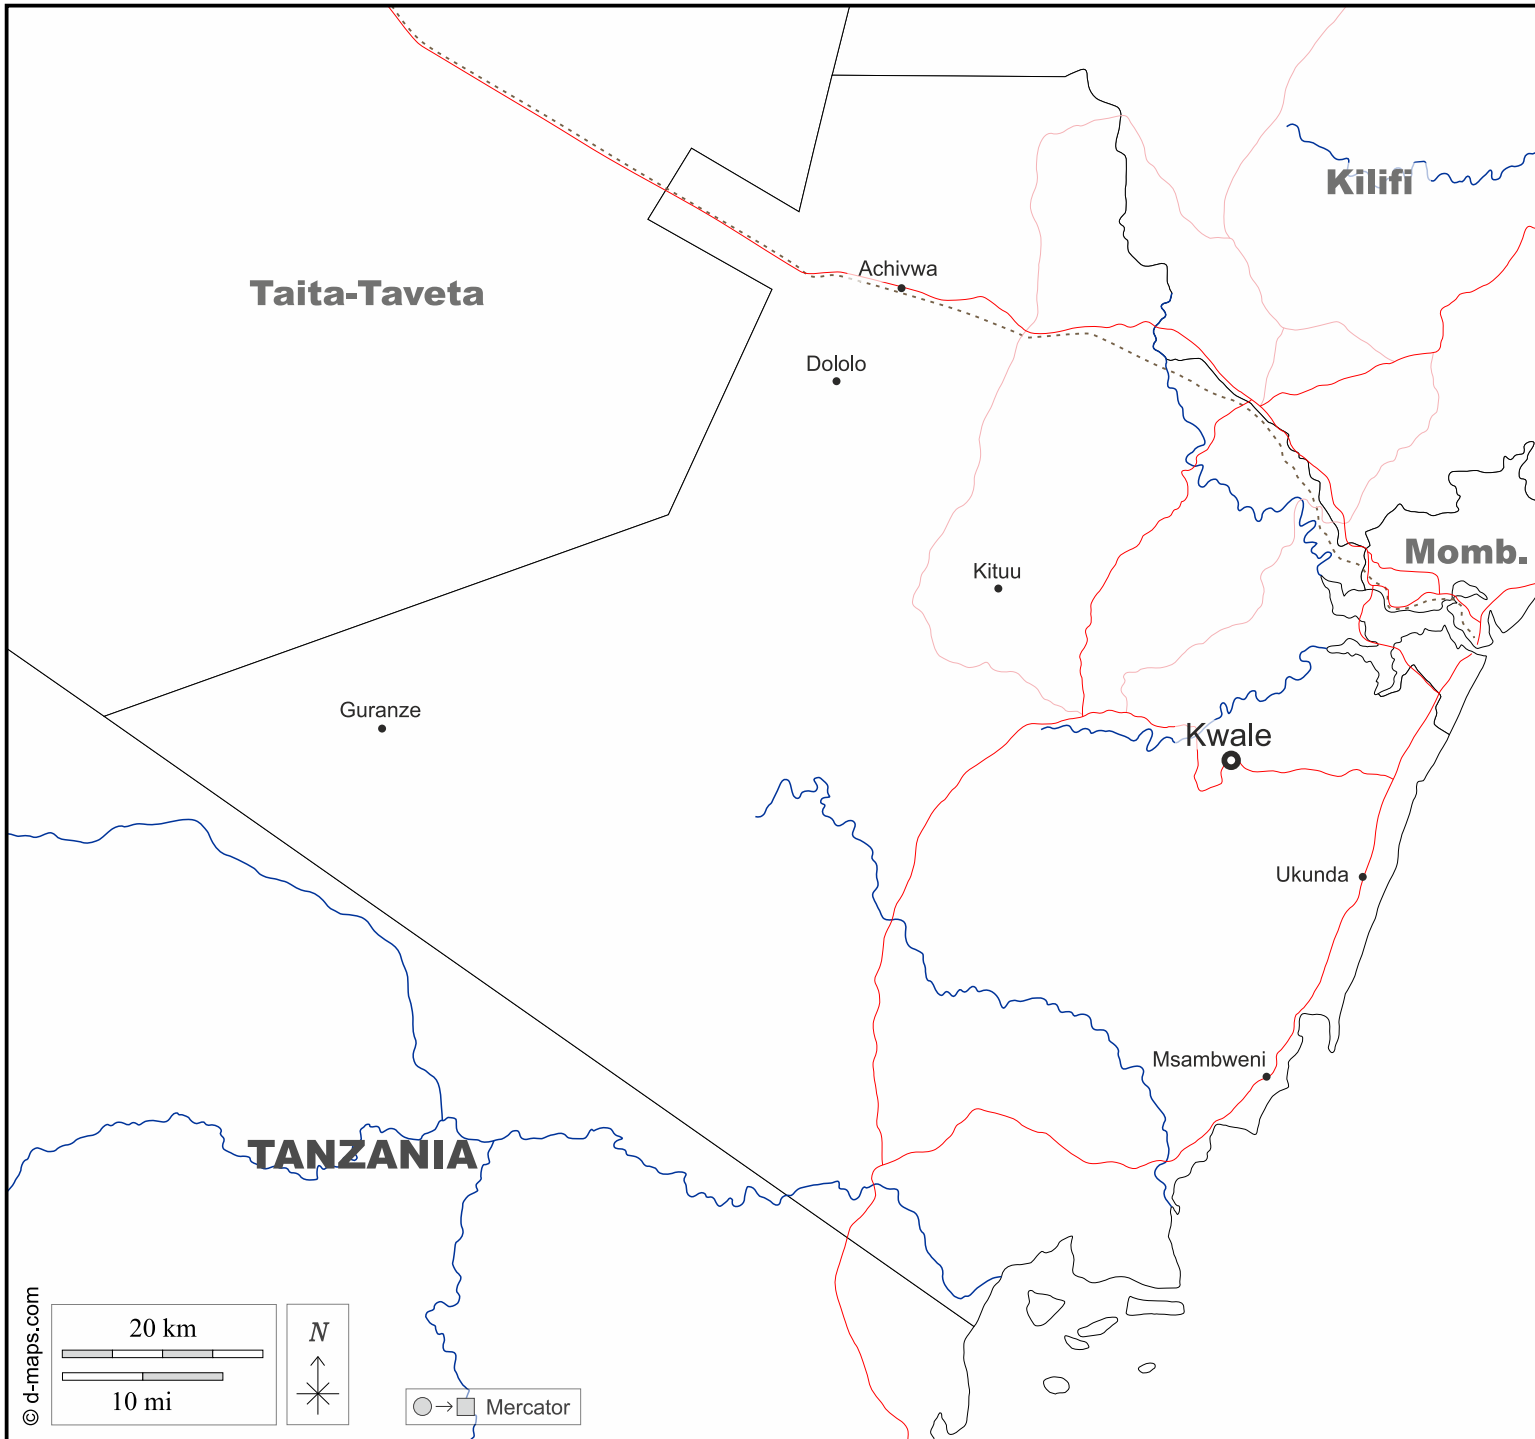 Kilifi
Taita-Taveta
Achivwa
Dololo
Momb.
Kituu
Guranze
Kwale
Ukunda
Msambweni
TANZANIA
© d-maps.com
20 km
10 mi
N
Mercator